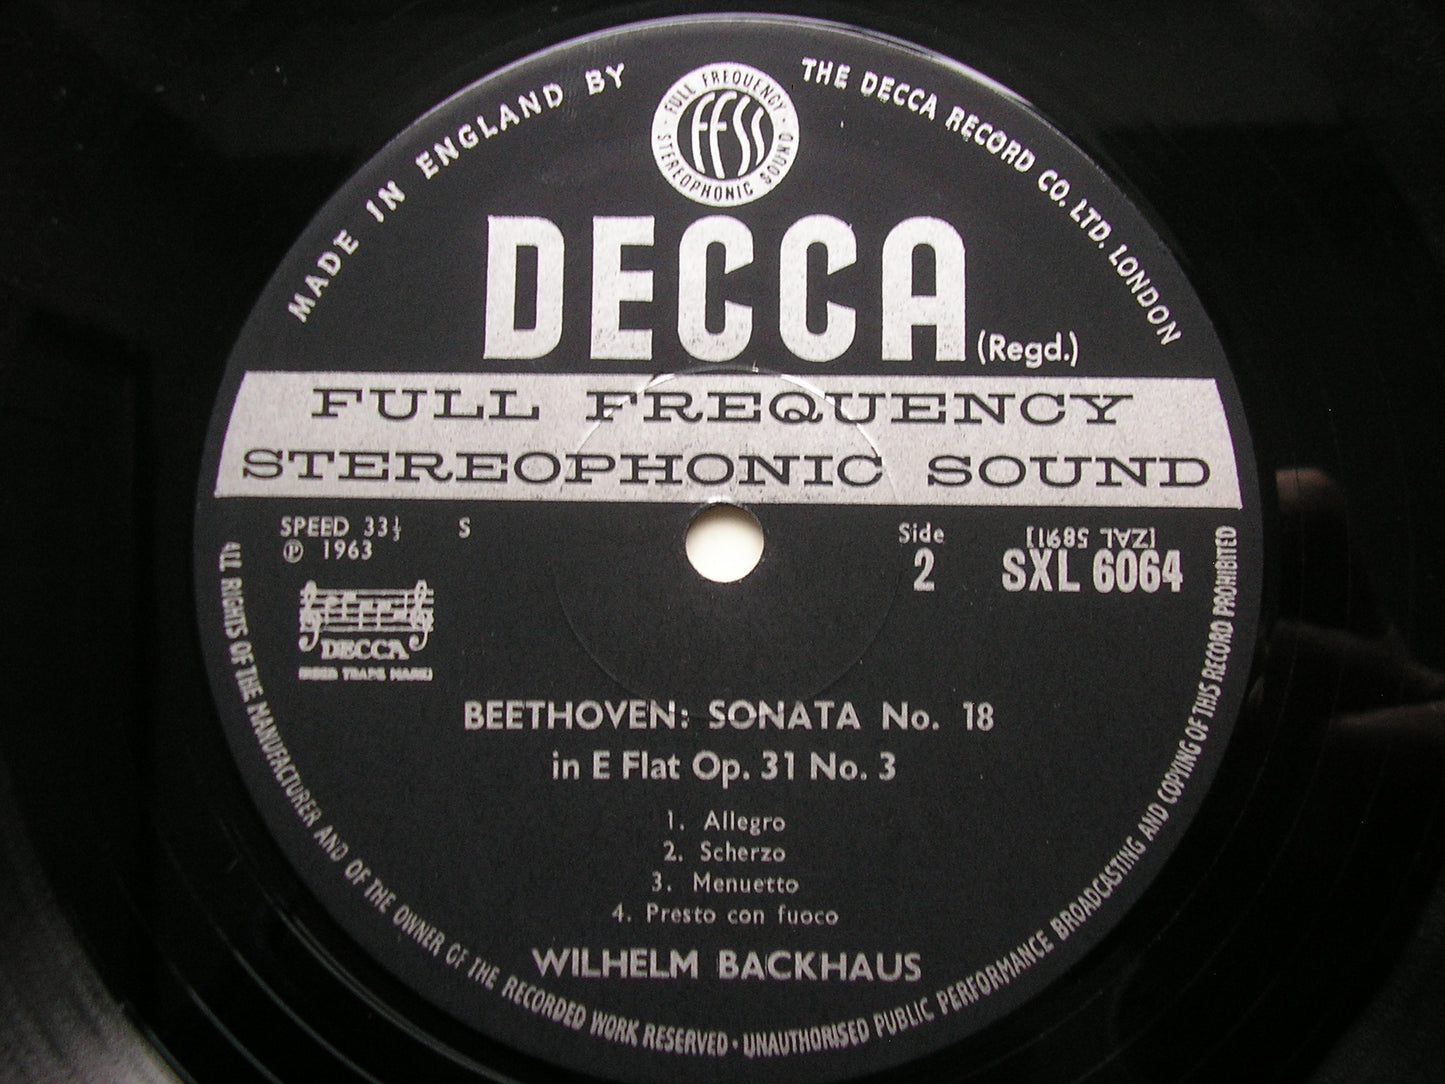 MADE IN ENGLAND BY THE DECCA RECORD CO. LTD. LONDON
FULL FREQUENCY
FFSS
STEREOPHONIC SOUND
DECCA
(Regd.)
FULL FREQUENCY
STEREOPHONIC SOUND
SPEED 33⅓ S
℗ 1963
Side
2
[ZAL 5891]
SXL 6064
DECCA
TRADE MARK
BEETHOVEN: SONATA No. 18
in E Flat Op. 31 No. 3
1. Allegro
2. Scherzo
3. Menuetto
4. Presto con fuoco
WILHELM BACKHAUS
ALL RIGHTS OF THE MANUFACTURER AND OF THE OWNER OF THE RECORDED WORK RESERVED · UNAUTHORISED PUBLIC PERFORMANCE BROADCASTING AND COPYING OF THIS RECORD PROHIBITED